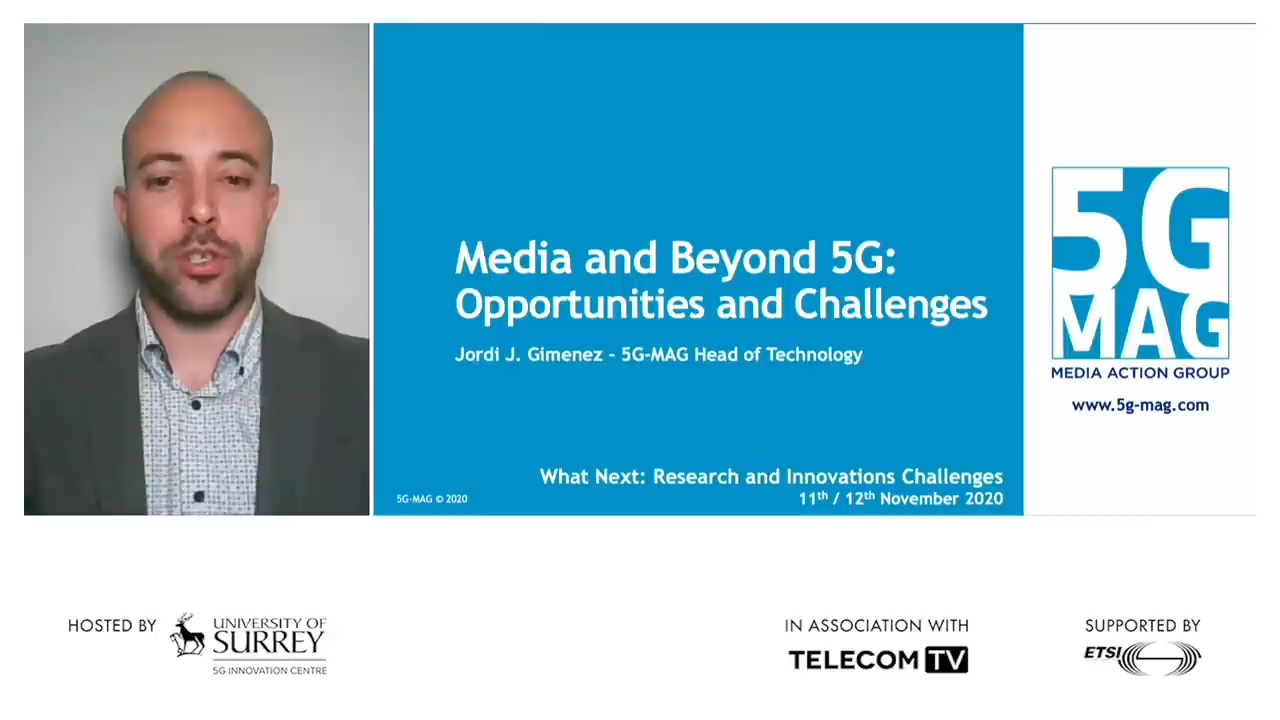 Media and Beyond 5G:
Opportunities and Challenges
Jordi J. Gimenez - 5G-MAG Head of Technology
What Next: Research and Innovations Challenges
11th / 12th November 2020
5G-MAG © 2020
5G
MAG
MEDIA ACTION GROUP
www.5g-mag.com
HOSTED BY
UNIVERSITY OF
SURREY
5G INNOVATION CENTRE
IN ASSOCIATION WITH
TELECOM TV
SUPPORTED BY
ETSI